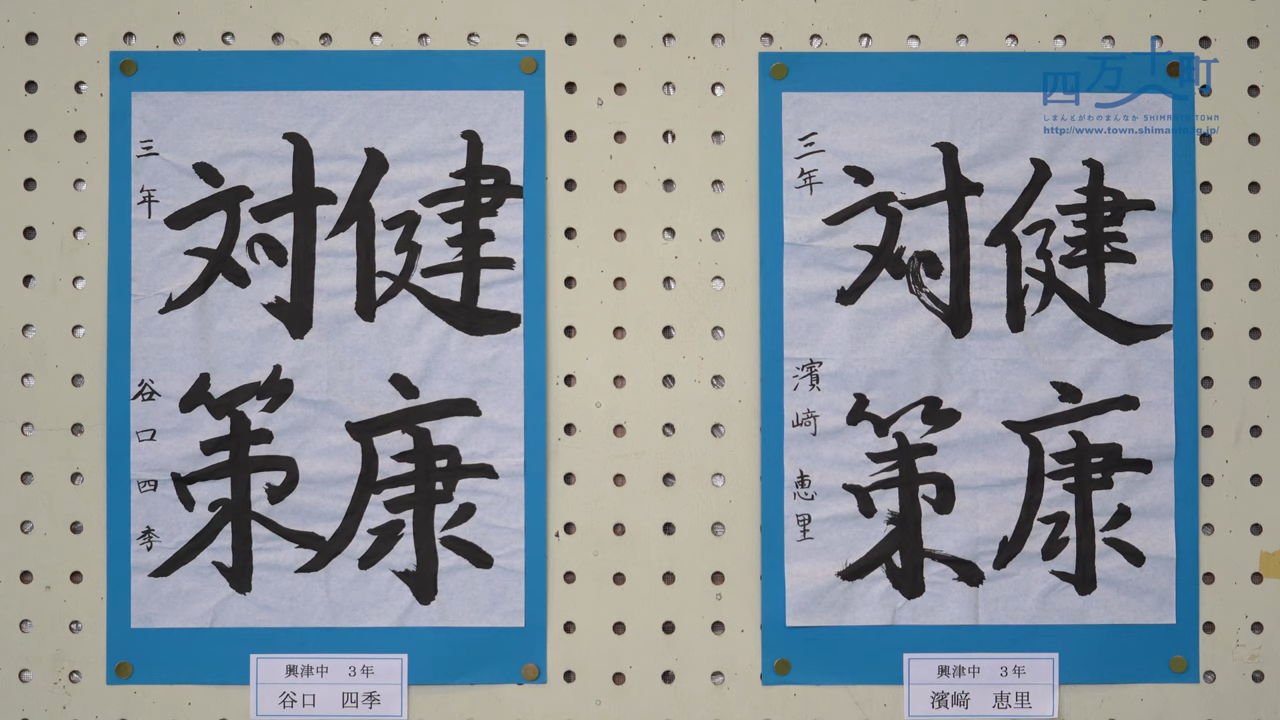 健康
対策
三年
谷口四季
興津中 3年
谷口 四季
健康
対策
三年
濱﨑 恵里
興津中 3年
濱﨑 恵里
四万十町
しまんとがわのまんなか SHIMANTO TOWN
http://www.town.shimanto.lg.jp/